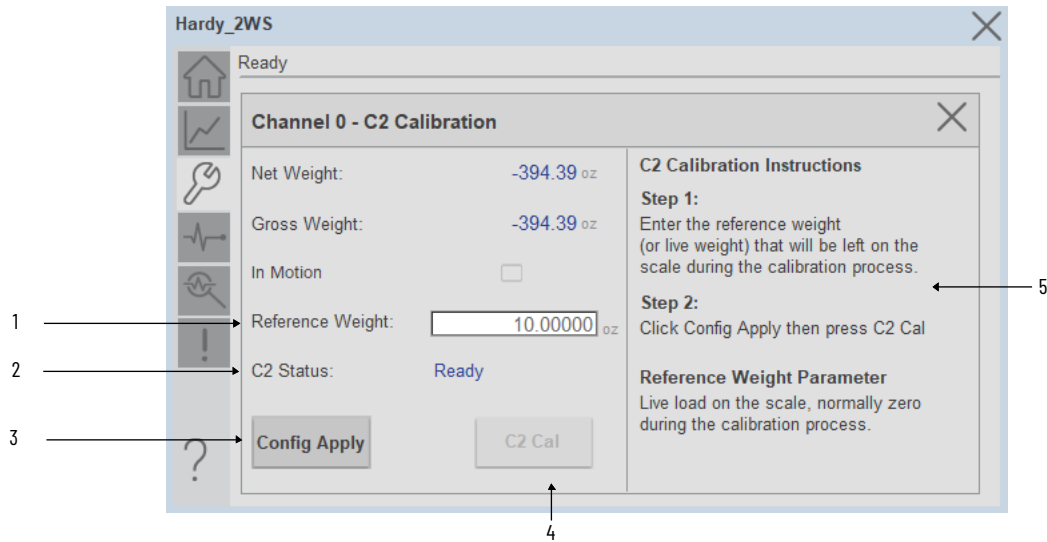 Hardy_2WS
Ready
Channel 0 - C2 Calibration
Net Weight: -394.39 oz
Gross Weight: -394.39 oz
In Motion
1 Reference Weight: 10.00000 oz
2 C2 Status: Ready
3 Config Apply
C2 Cal
4
C2 Calibration Instructions
Step 1:
Enter the reference weight
(or live weight) that will be left on the
scale during the calibration process.
5
Step 2:
Click Config Apply then press C2 Cal
Reference Weight Parameter
Live load on the scale, normally zero
during the calibration process.
?